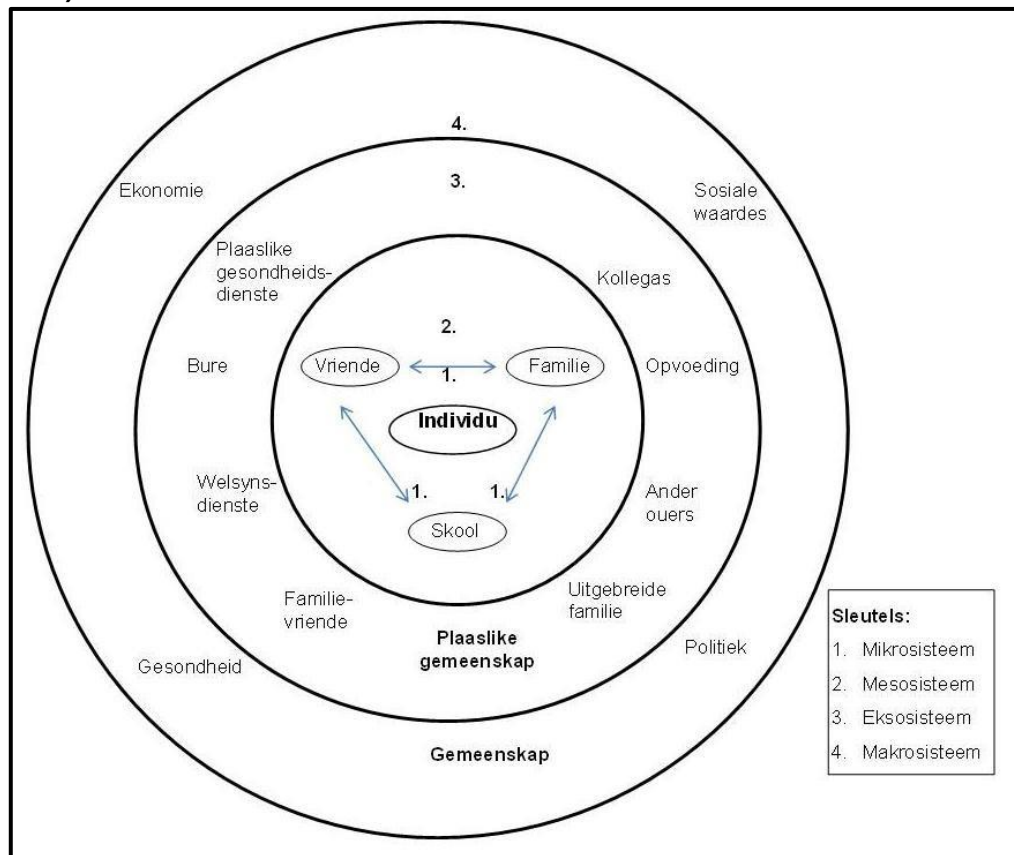 4.
3.
Ekonomie
Sosiale
waardes
Plaaslike
gesondheids-
dienste
Kollegas
2.
Bure
Vriende
Familie
Opvoeding
1.
Individu
Welsyns-
dienste
1.
1.
Ander
ouers
Skool
Familie-
vriende
Uitgebreide
familie
Plaaslike
gemeenskap
Gesondheid
Politiek
Gemeenskap
Sleutels:
1. Mikrosisteem
2. Mesosisteem
3. Eksosisteem
4. Makrosisteem